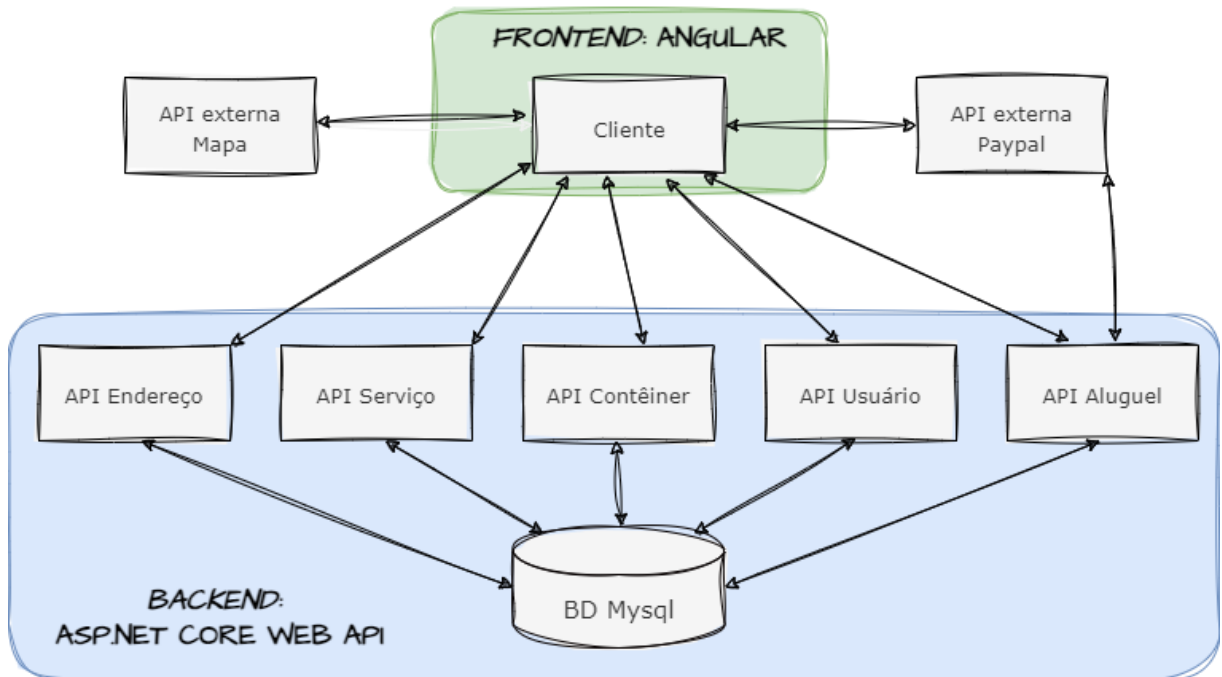 FRONTEND: ANGULAR
API externa
Mapa
Cliente
API externa
Paypal
API Endereço
API Serviço
API Contêiner
API Usuário
API Aluguel
BD Mysql
BACKEND:
ASP.NET CORE WEB API